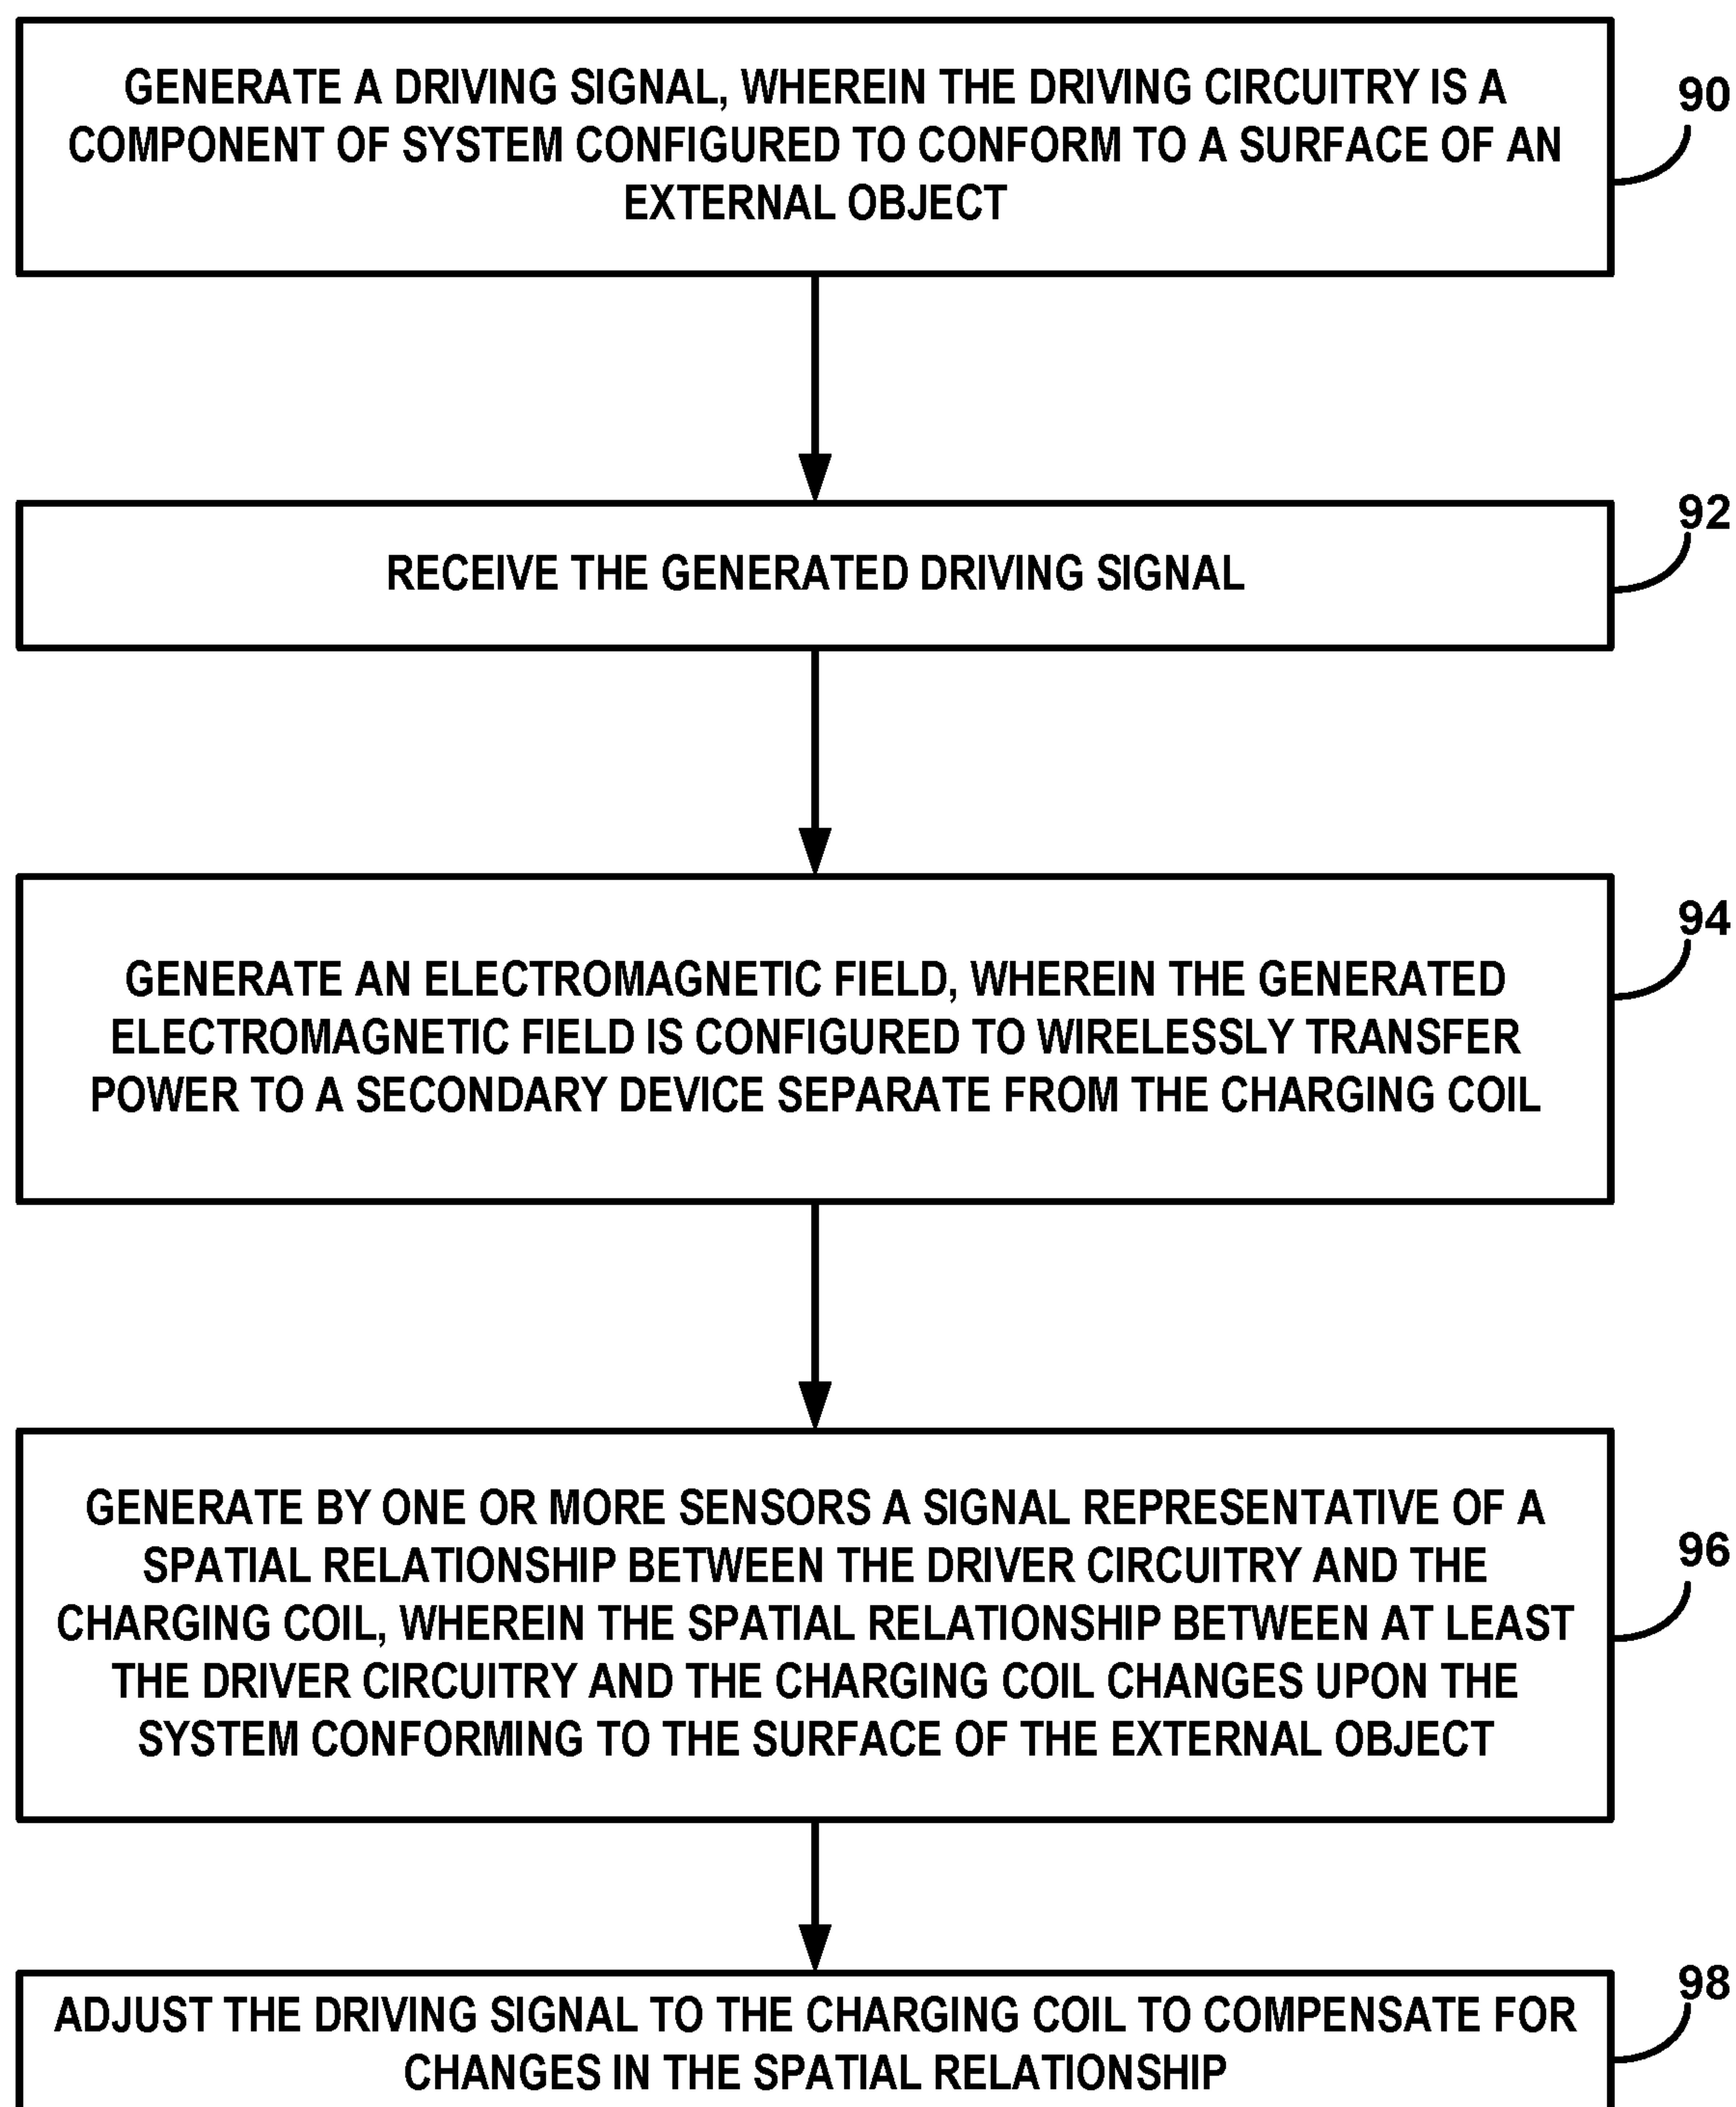 GENERATE A DRIVING SIGNAL, WHEREIN THE DRIVING CIRCUITRY IS A
COMPONENT OF SYSTEM CONFIGURED TO CONFORM TO A SURFACE OF AN
EXTERNAL OBJECT
90
RECEIVE THE GENERATED DRIVING SIGNAL
92
GENERATE AN ELECTROMAGNETIC FIELD, WHEREIN THE GENERATED
ELECTROMAGNETIC FIELD IS CONFIGURED TO WIRELESSLY TRANSFER
POWER TO A SECONDARY DEVICE SEPARATE FROM THE CHARGING COIL
94
GENERATE BY ONE OR MORE SENSORS A SIGNAL REPRESENTATIVE OF A
SPATIAL RELATIONSHIP BETWEEN THE DRIVER CIRCUITRY AND THE
CHARGING COIL, WHEREIN THE SPATIAL RELATIONSHIP BETWEEN AT LEAST
THE DRIVER CIRCUITRY AND THE CHARGING COIL CHANGES UPON THE
SYSTEM CONFORMING TO THE SURFACE OF THE EXTERNAL OBJECT
96
ADJUST THE DRIVING SIGNAL TO THE CHARGING COIL TO COMPENSATE FOR
CHANGES IN THE SPATIAL RELATIONSHIP
98